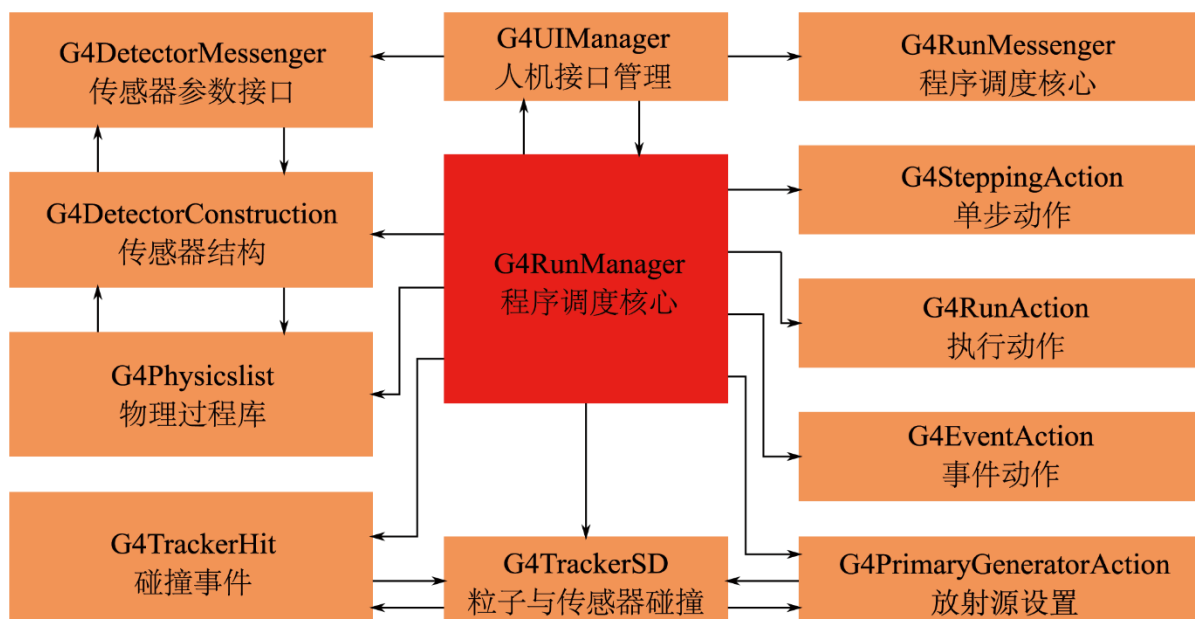 G4DetectorMessenger
传感器参数接口
G4UIManager
人机接口管理
G4RunMessenger
程序调度核心
G4DetectorConstruction
传感器结构
G4RunManager
程序调度核心
G4SteppingAction
单步动作
G4RunAction
执行动作
G4Physicslist
物理过程库
G4EventAction
事件动作
G4TrackerHit
碰撞事件
G4TrackerSD
粒子与传感器碰撞
G4PrimaryGeneratorAction
放射源设置